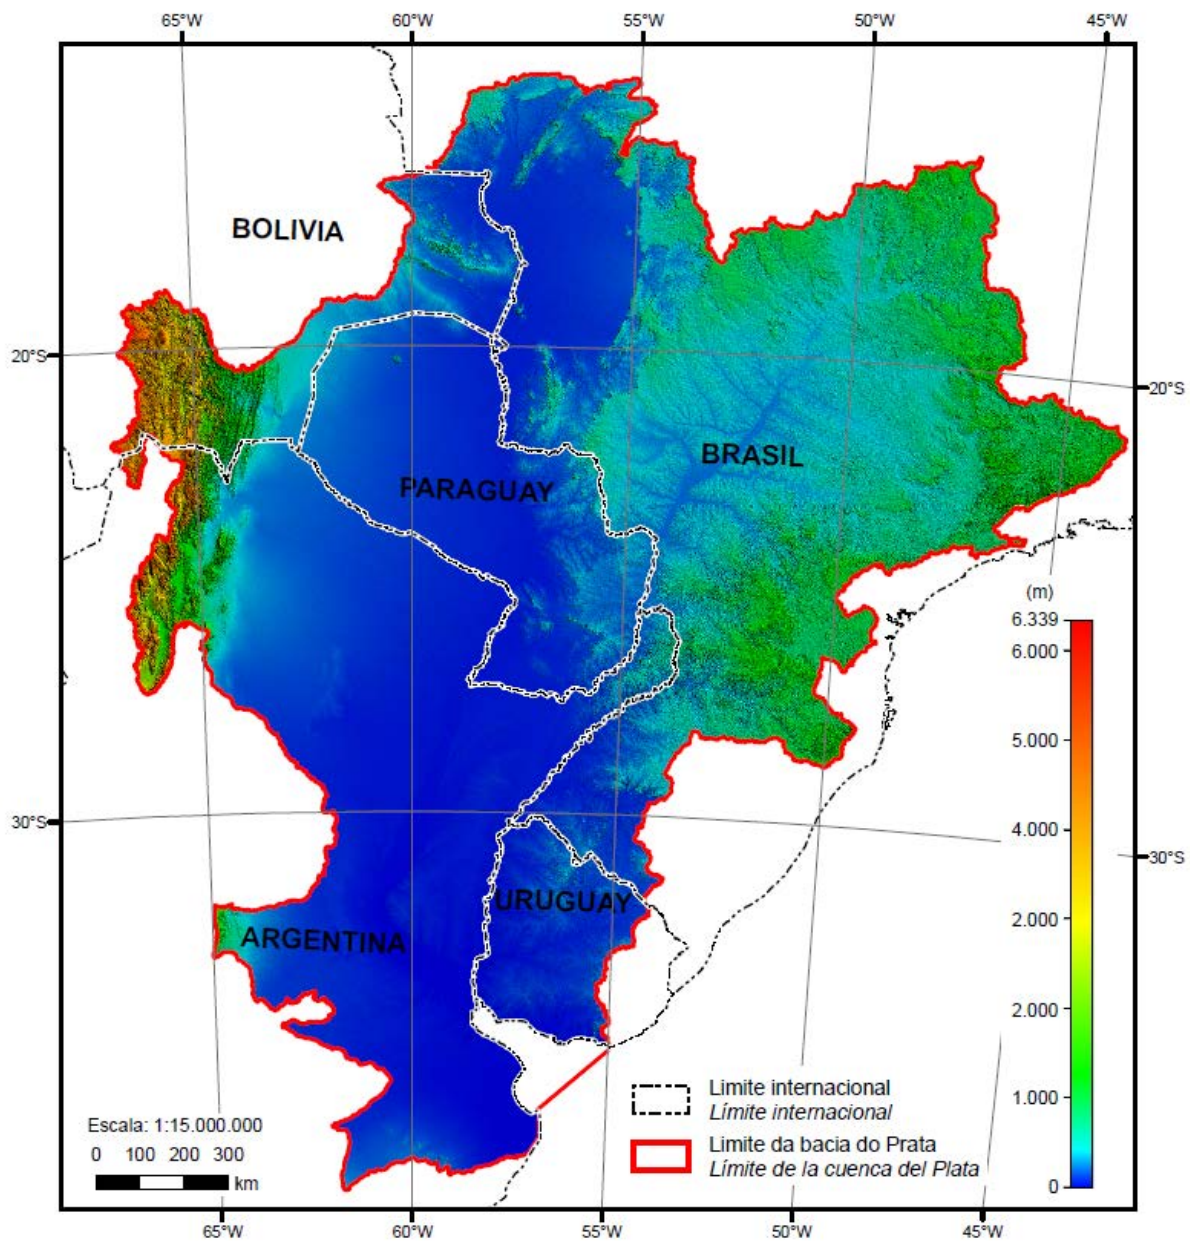 65°W 60°W 55°W 50°W 45°W
BOLIVIA
20°S
20°S
BRASIL
PARAGUAY
(m)
6.339
6.000
5.000
30°S
4.000
30°S
URUGUAY
2.000
ARGENTINA
2.000
Limite internacional
Límite internacional
1.000
Escala: 1:15.000.000
Limite da bacia do Prata
0 100 200 300
Límite de la cuenca del Plata
km
0
65°W 60°W 55°W 50°W 45°W